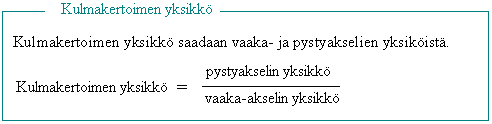 Kulmakertoimen yksikkö
Kulmakertoimen yksikkö saadaan vaaka- ja pystyakselien yksiköistä.
pystyakselin yksikkö
Kulmakertoimen yksikkö =
vaaka-akselin yksikkö